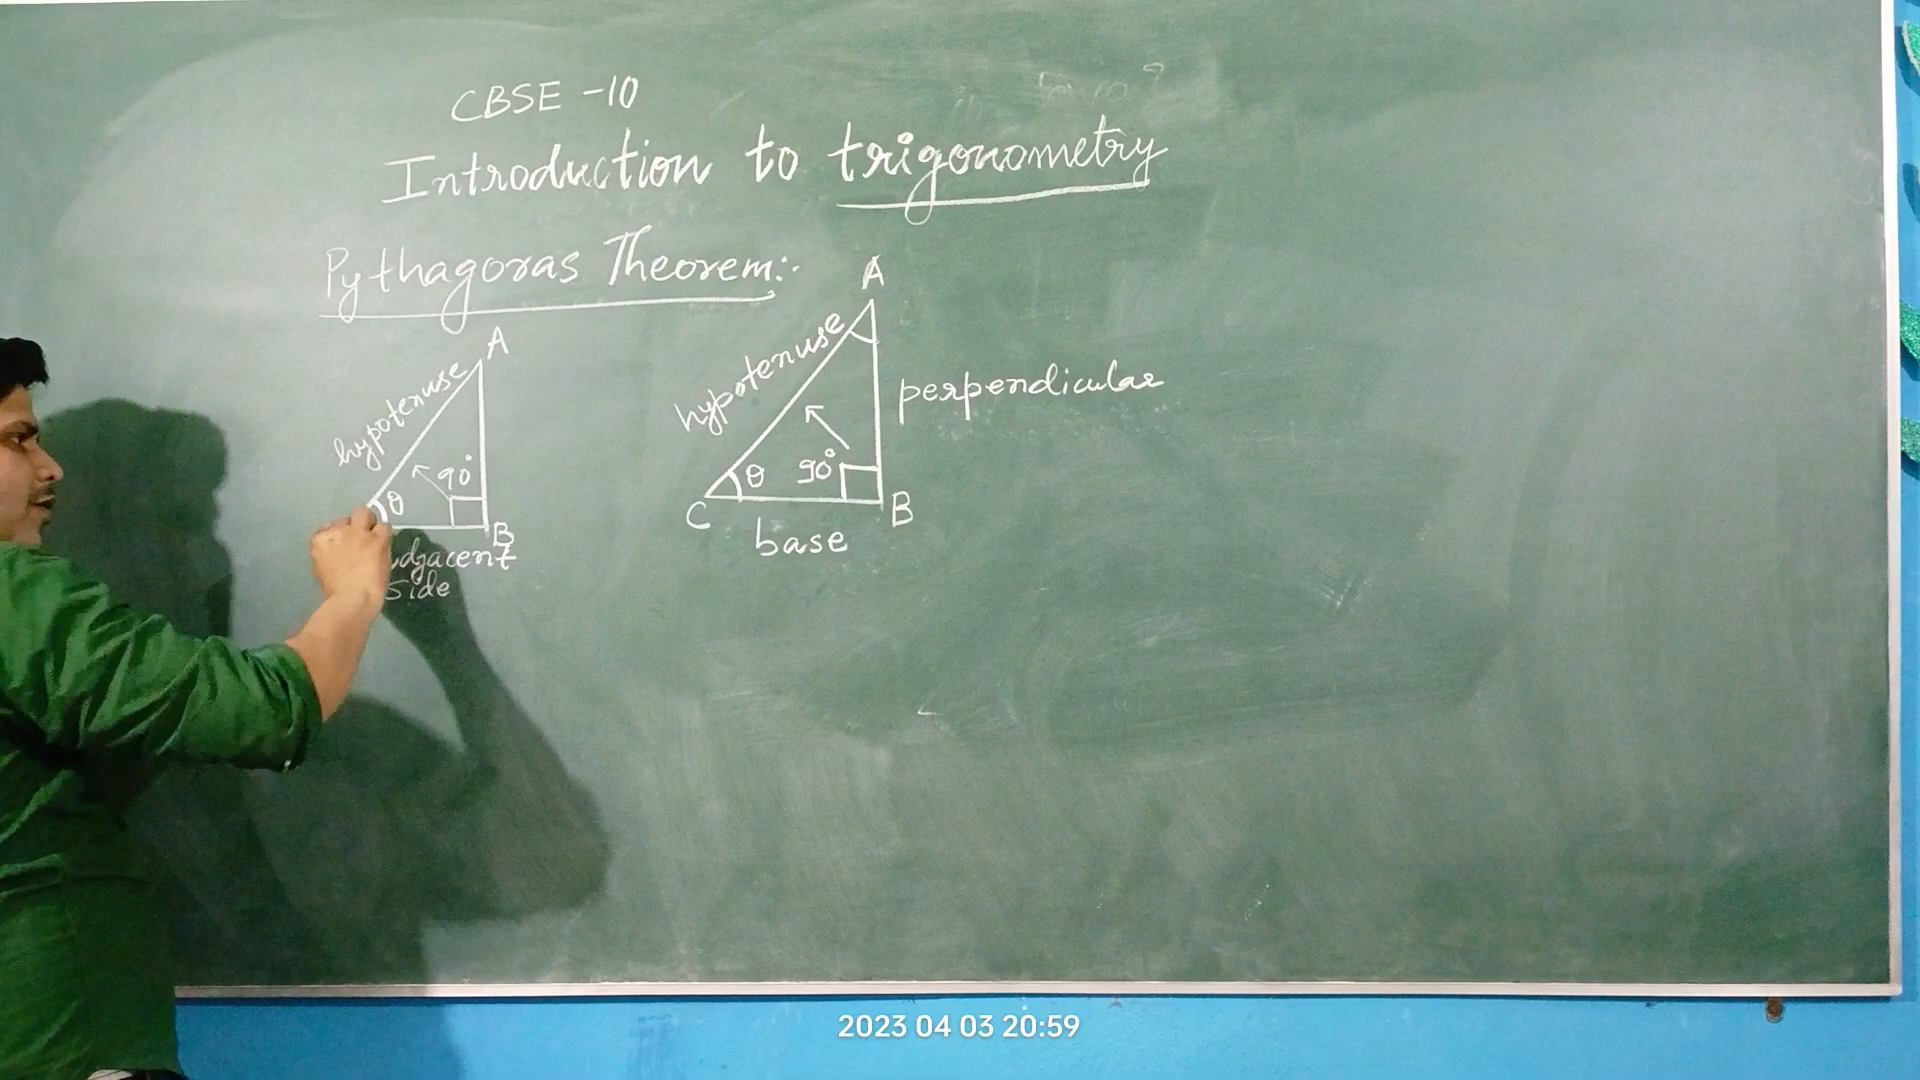 CBSE -10
Introduction to trigonometry
Pythagoras Theorem:-
A
hypotenuse
90°
θ
B
adjacent
side
A
hypotenuse
perpendicular
θ
90°
C
B
base
2023 04 03 20:59